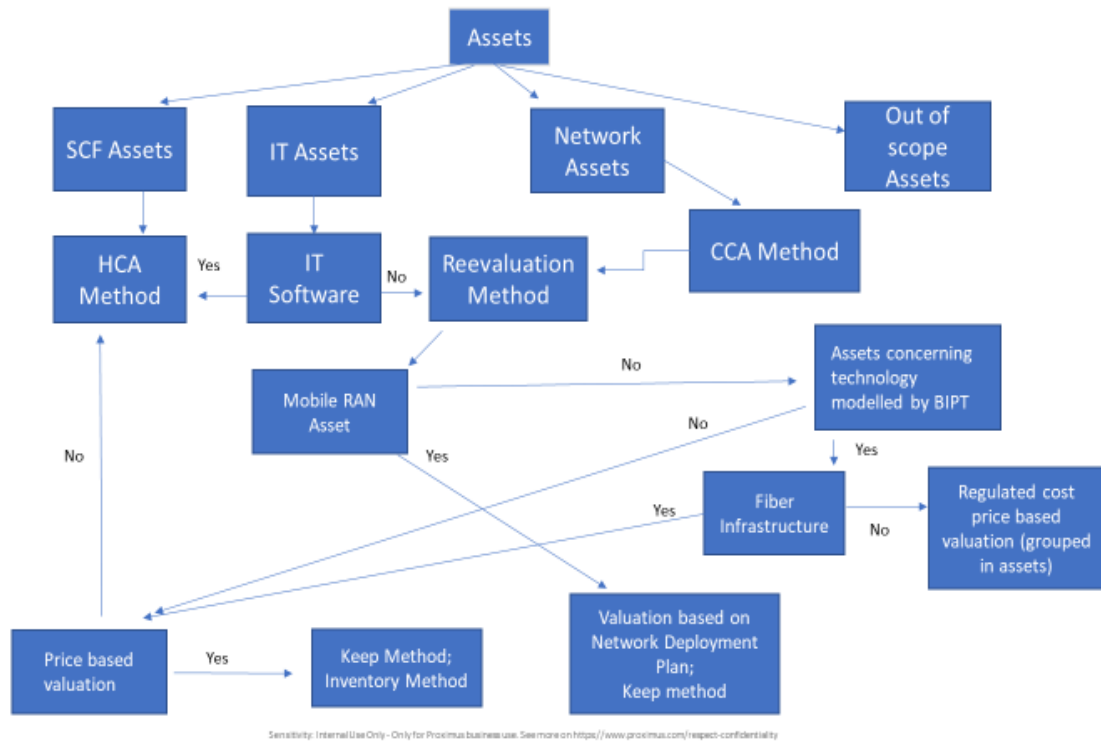 Assets
SCF Assets
IT Assets
Network
Assets
Out of
scope
Assets
HCA
Method
Yes
IT
Software
No
Reevaluation
Method
CCA Method
Mobile RAN
Asset
No
Assets concerning
technology
modelled by BIPT
No
Yes
No
Yes
Fiber
Infrastructure
Yes
No
Regulated cost
price based
valuation (grouped
in assets)
Price based
valuation
Yes
Keep Method;
Inventory Method
Valuation based on
Network Deployment
Plan;
Keep method
Sensitivity: Internal Use Only - Only for Proximus business use. See more on https://www.proximus.com/respect-confidentiality